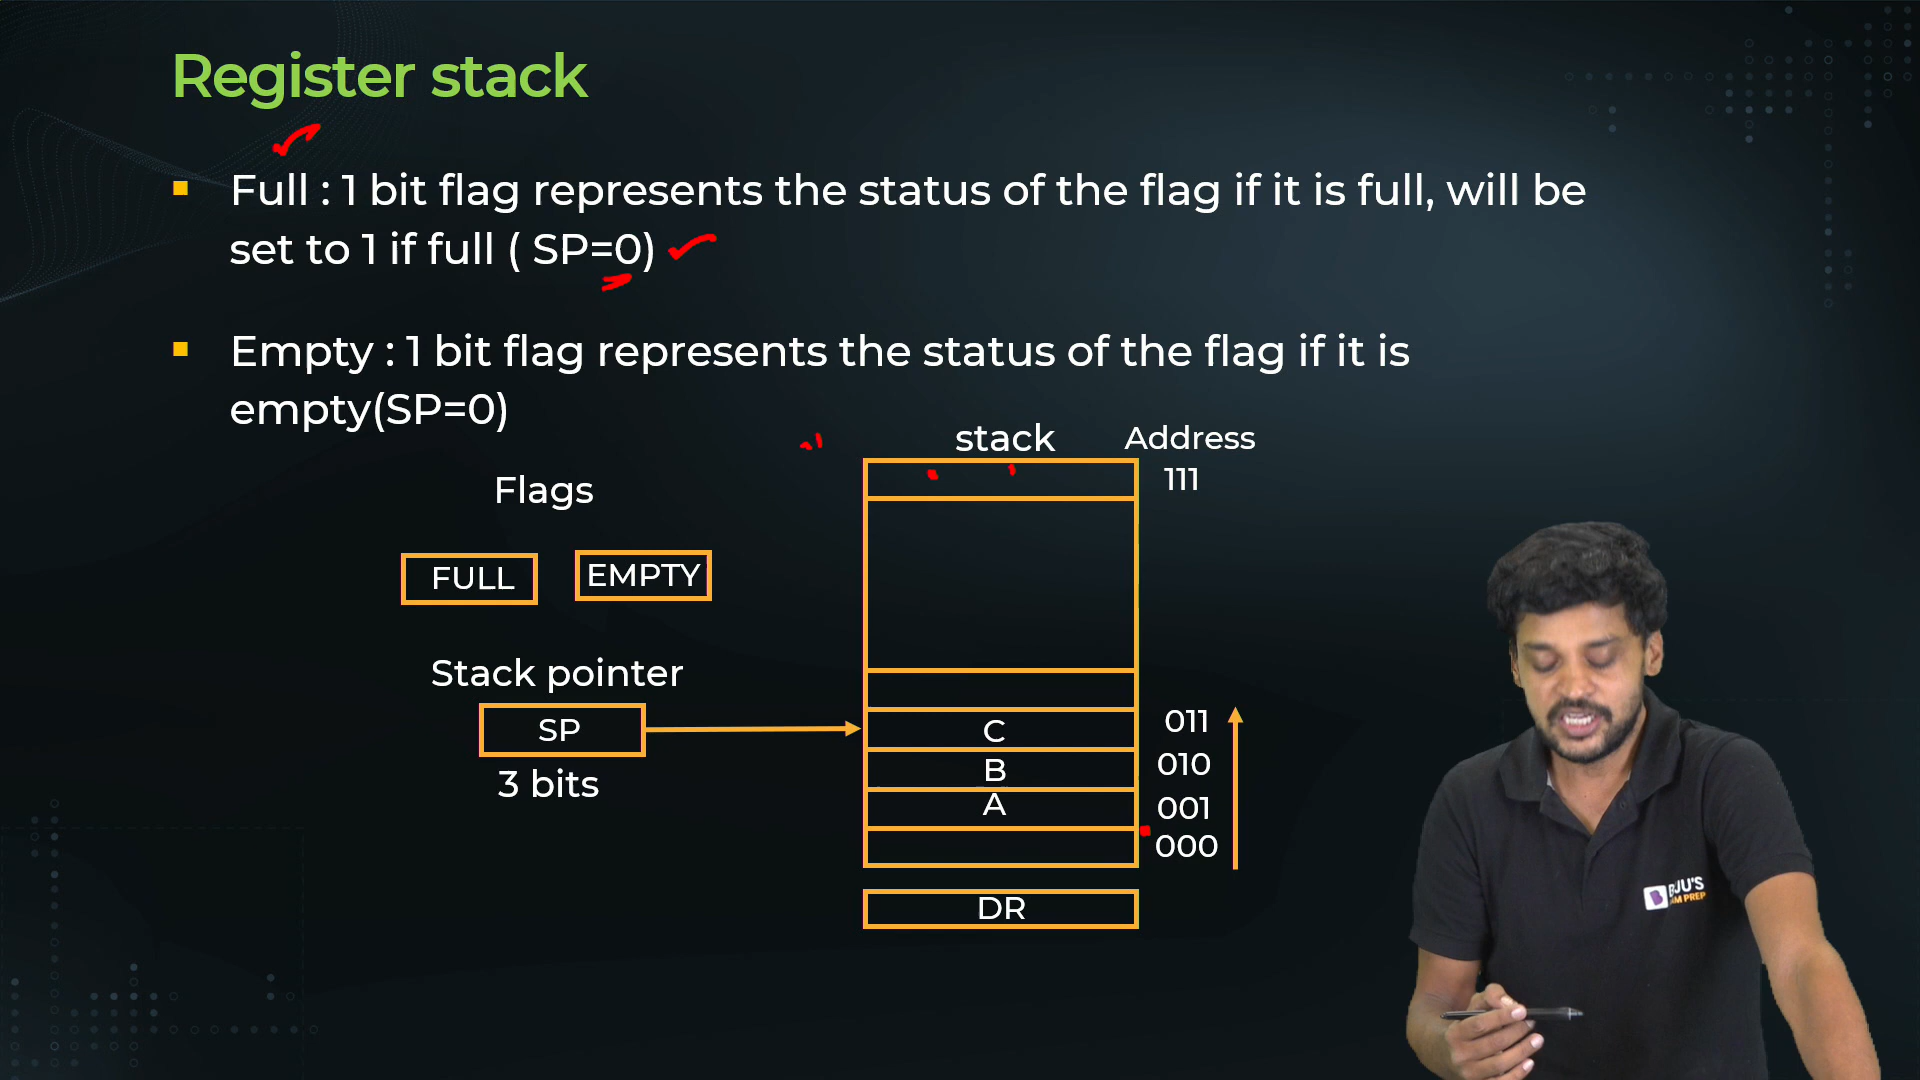 Register stack
Full : 1 bit flag represents the status of the flag if it is full, will be
set to 1 if full ( SP=0)
Empty : 1 bit flag represents the status of the flag if it is
empty(SP=0)
stack
Address
111
Flags
FULL
EMPTY
Stack pointer
SP
3 bits
C
011
B
010
A
001
000
DR
BYJU'S